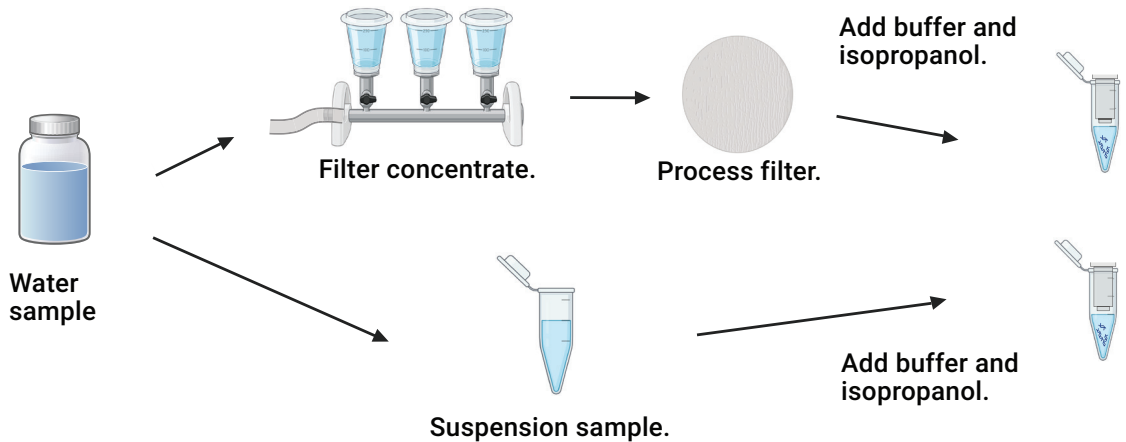 Add buffer and
isopropanol.
Filter concentrate.
Process filter.
Water
sample
Add buffer and
isopropanol.
Suspension sample.